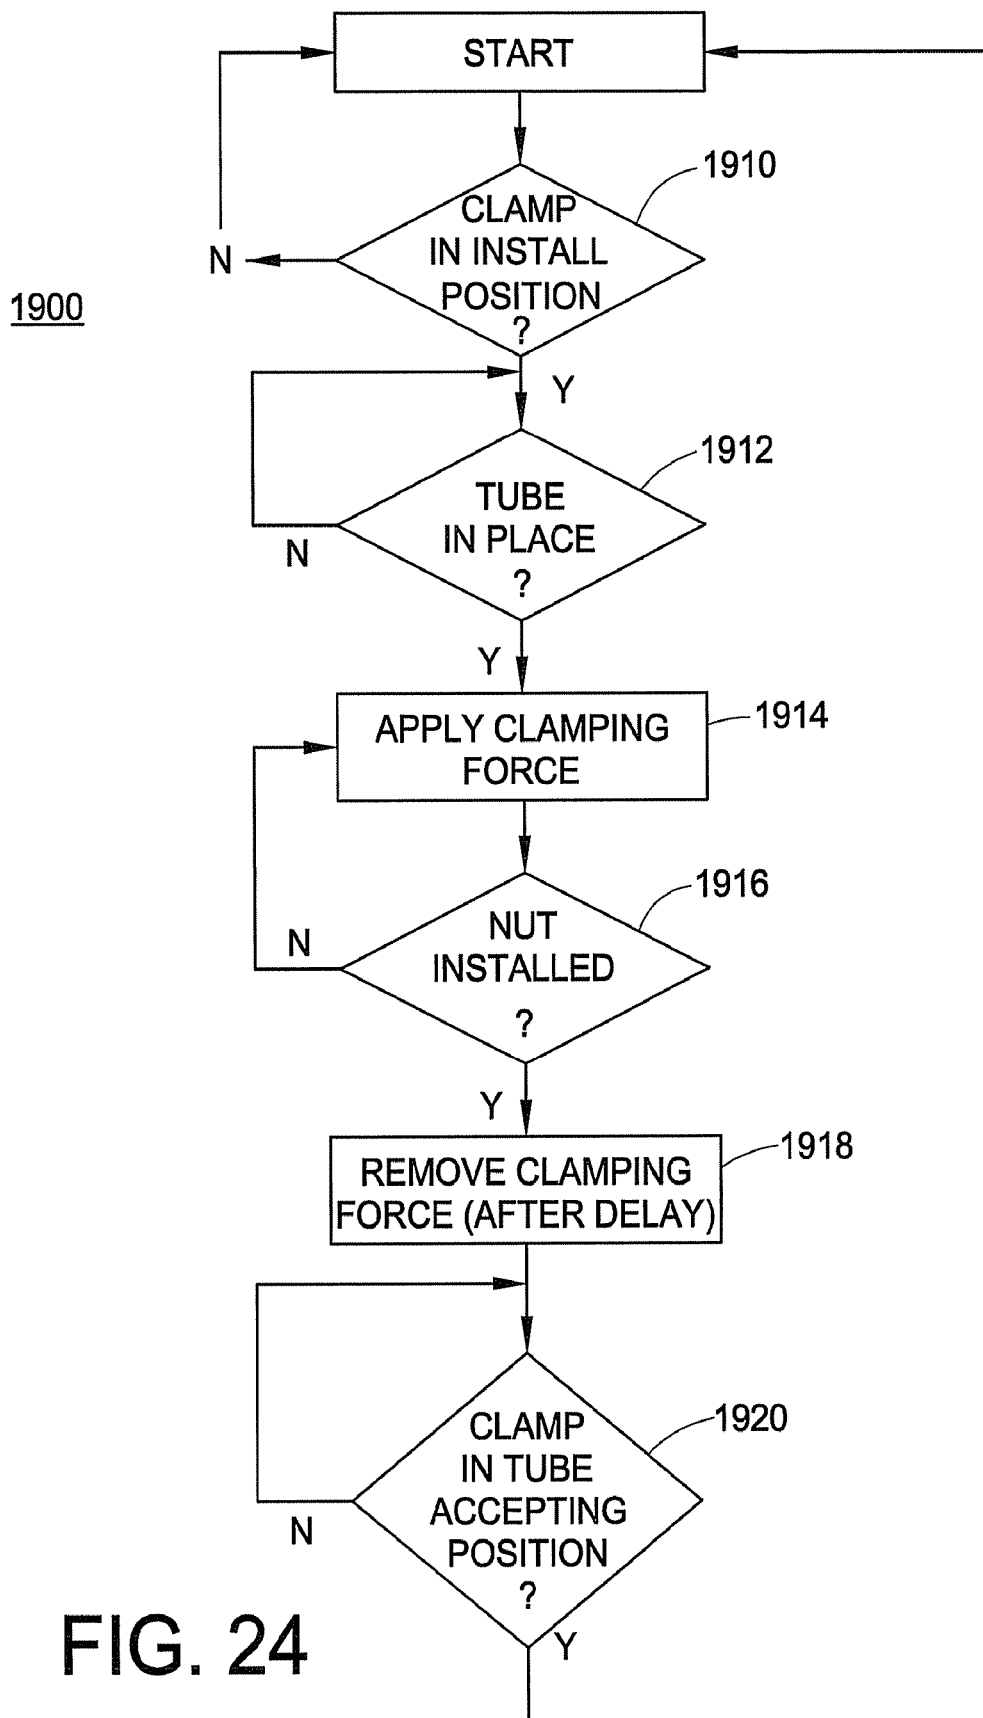 START
1910
CLAMP
IN INSTALL
POSITION
?
N
1900
Y
1912
TUBE
IN PLACE
?
N
Y
1914
APPLY CLAMPING
FORCE
1916
NUT
INSTALLED
?
N
Y
1918
REMOVE CLAMPING
FORCE (AFTER DELAY)
1920
CLAMP
IN TUBE
ACCEPTING
POSITION
?
N
Y
FIG. 24